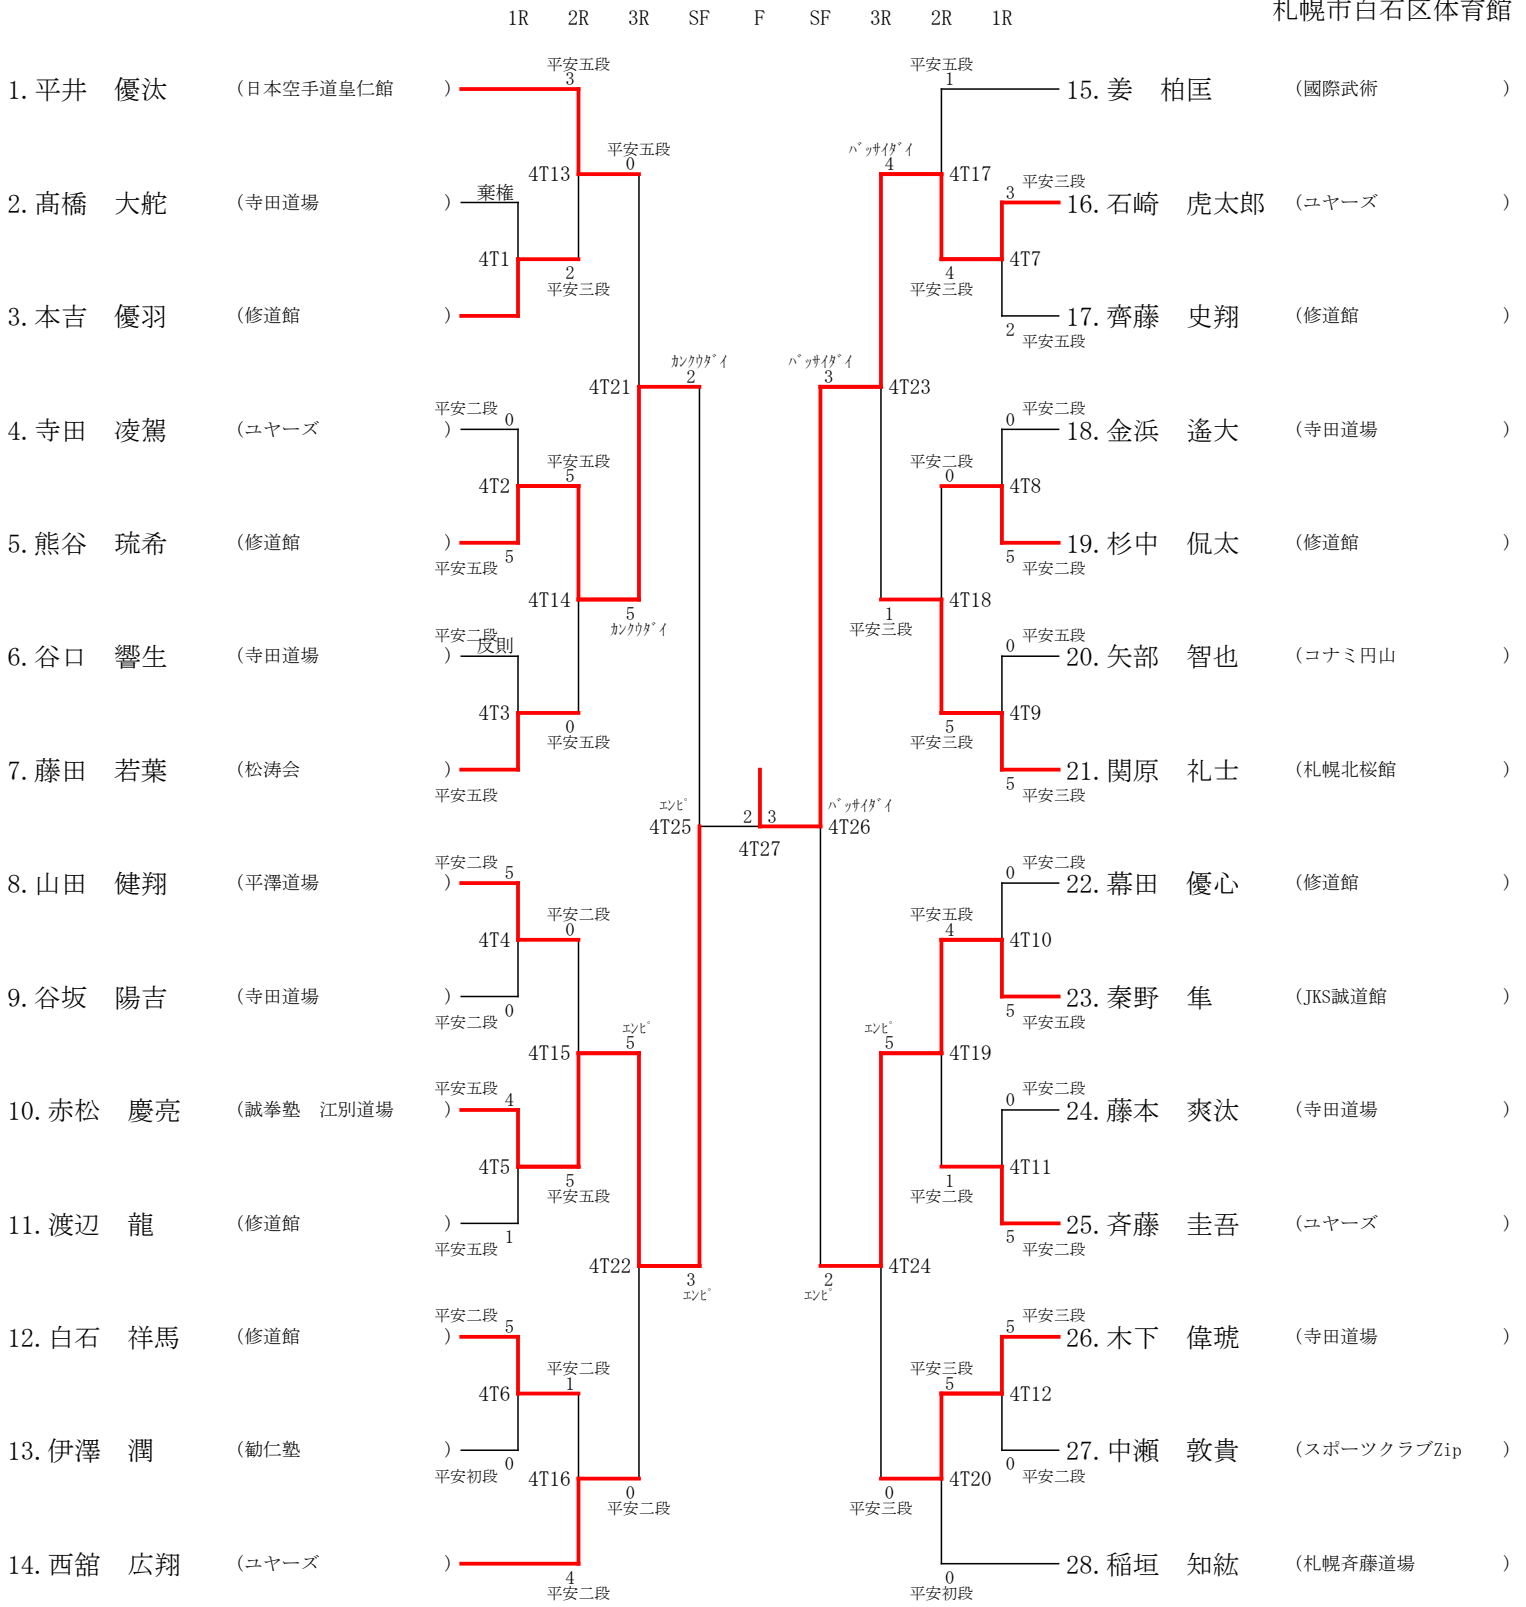 札幌市白石区体育館
1R 2R 3R SF F SF 3R 2R 1R
平安五段 平安五段
3 1
1. 平井　優汰 (日本空手道皇仁館 ) 15. 姜　柏匡 (國際武術 )
平安五段 ﾊﾞｯｻｲﾀﾞｲ
0 4
4T13 4T17
棄権 平安三段
3
2. 髙橋　大舵 (寺田道場 ) 16. 石崎　虎太郎 (ユヤーズ )
4T1 4T7
2 4
平安三段 平安三段
3. 本吉　優羽 (修道館 ) 17. 齊藤　史翔 (修道館 )
2 平安五段
ｶﾝｸｳﾀﾞｲ ﾊﾞｯｻｲﾀﾞｲ
2 3
4T21 4T23
平安二段 0 0 平安二段
4. 寺田　凌駕 (ユヤーズ ) 18. 金浜　遙大 (寺田道場 )
平安五段 平安二段
5 0
4T2 4T8
5. 熊谷　琉希 (修道館 ) 19. 杉中　侃太 (修道館 )
平安五段 5 5 平安二段
4T14 4T18
5 1
ｶﾝｸｳﾀﾞｲ 平安三段
平安二段 反則 0 平安五段
6. 谷口　響生 (寺田道場 ) 20. 矢部　智也 (コナミ円山 )
4T3 4T9
0 5
平安五段 平安三段
7. 藤田　若葉 (松涛会 ) 21. 関原　礼士 (札幌北桜館 )
平安五段 5 平安三段
ｴﾝﾋﾟ ﾊﾞｯｻｲﾀﾞｲ
4T25 2 3 4T26
4T27
平安二段 5 0 平安二段
8. 山田　健翔 (平澤道場 ) 22. 幕田　優心 (修道館 )
平安二段 平安五段
0 4
4T4 4T10
9. 谷坂　陽吉 (寺田道場 ) 23. 秦野　隼 (JKS誠道館 )
平安二段 0 5 平安五段
ｴﾝﾋﾟ ｴﾝﾋﾟ
5 5
4T15 4T19
平安五段 4 0 平安二段
10. 赤松　慶亮 (誠拳塾　江別道場 ) 24. 藤本　爽汰 (寺田道場 )
4T5 4T11
5 1
平安五段 平安二段
11. 渡辺　龍 (修道館 ) 25. 斉藤　圭吾 (ユヤーズ )
平安五段 1 5 平安二段
4T22 4T24
3 2
ｴﾝﾋﾟ ｴﾝﾋﾟ
平安二段 5 5 平安三段
12. 白石　祥馬 (修道館 ) 26. 木下　偉琥 (寺田道場 )
平安二段 平安三段
1 5
4T6 4T12
13. 伊澤　潤 (勧仁塾 ) 27. 中瀬　敦貴 (スポーツクラブZip )
平安初段 0 0 平安二段
4T16 4T20
0 0
平安二段 平安三段
14. 西舘　広翔 (ユヤーズ ) 28. 稲垣　知紘 (札幌斉藤道場 )
4 0
平安二段 平安初段